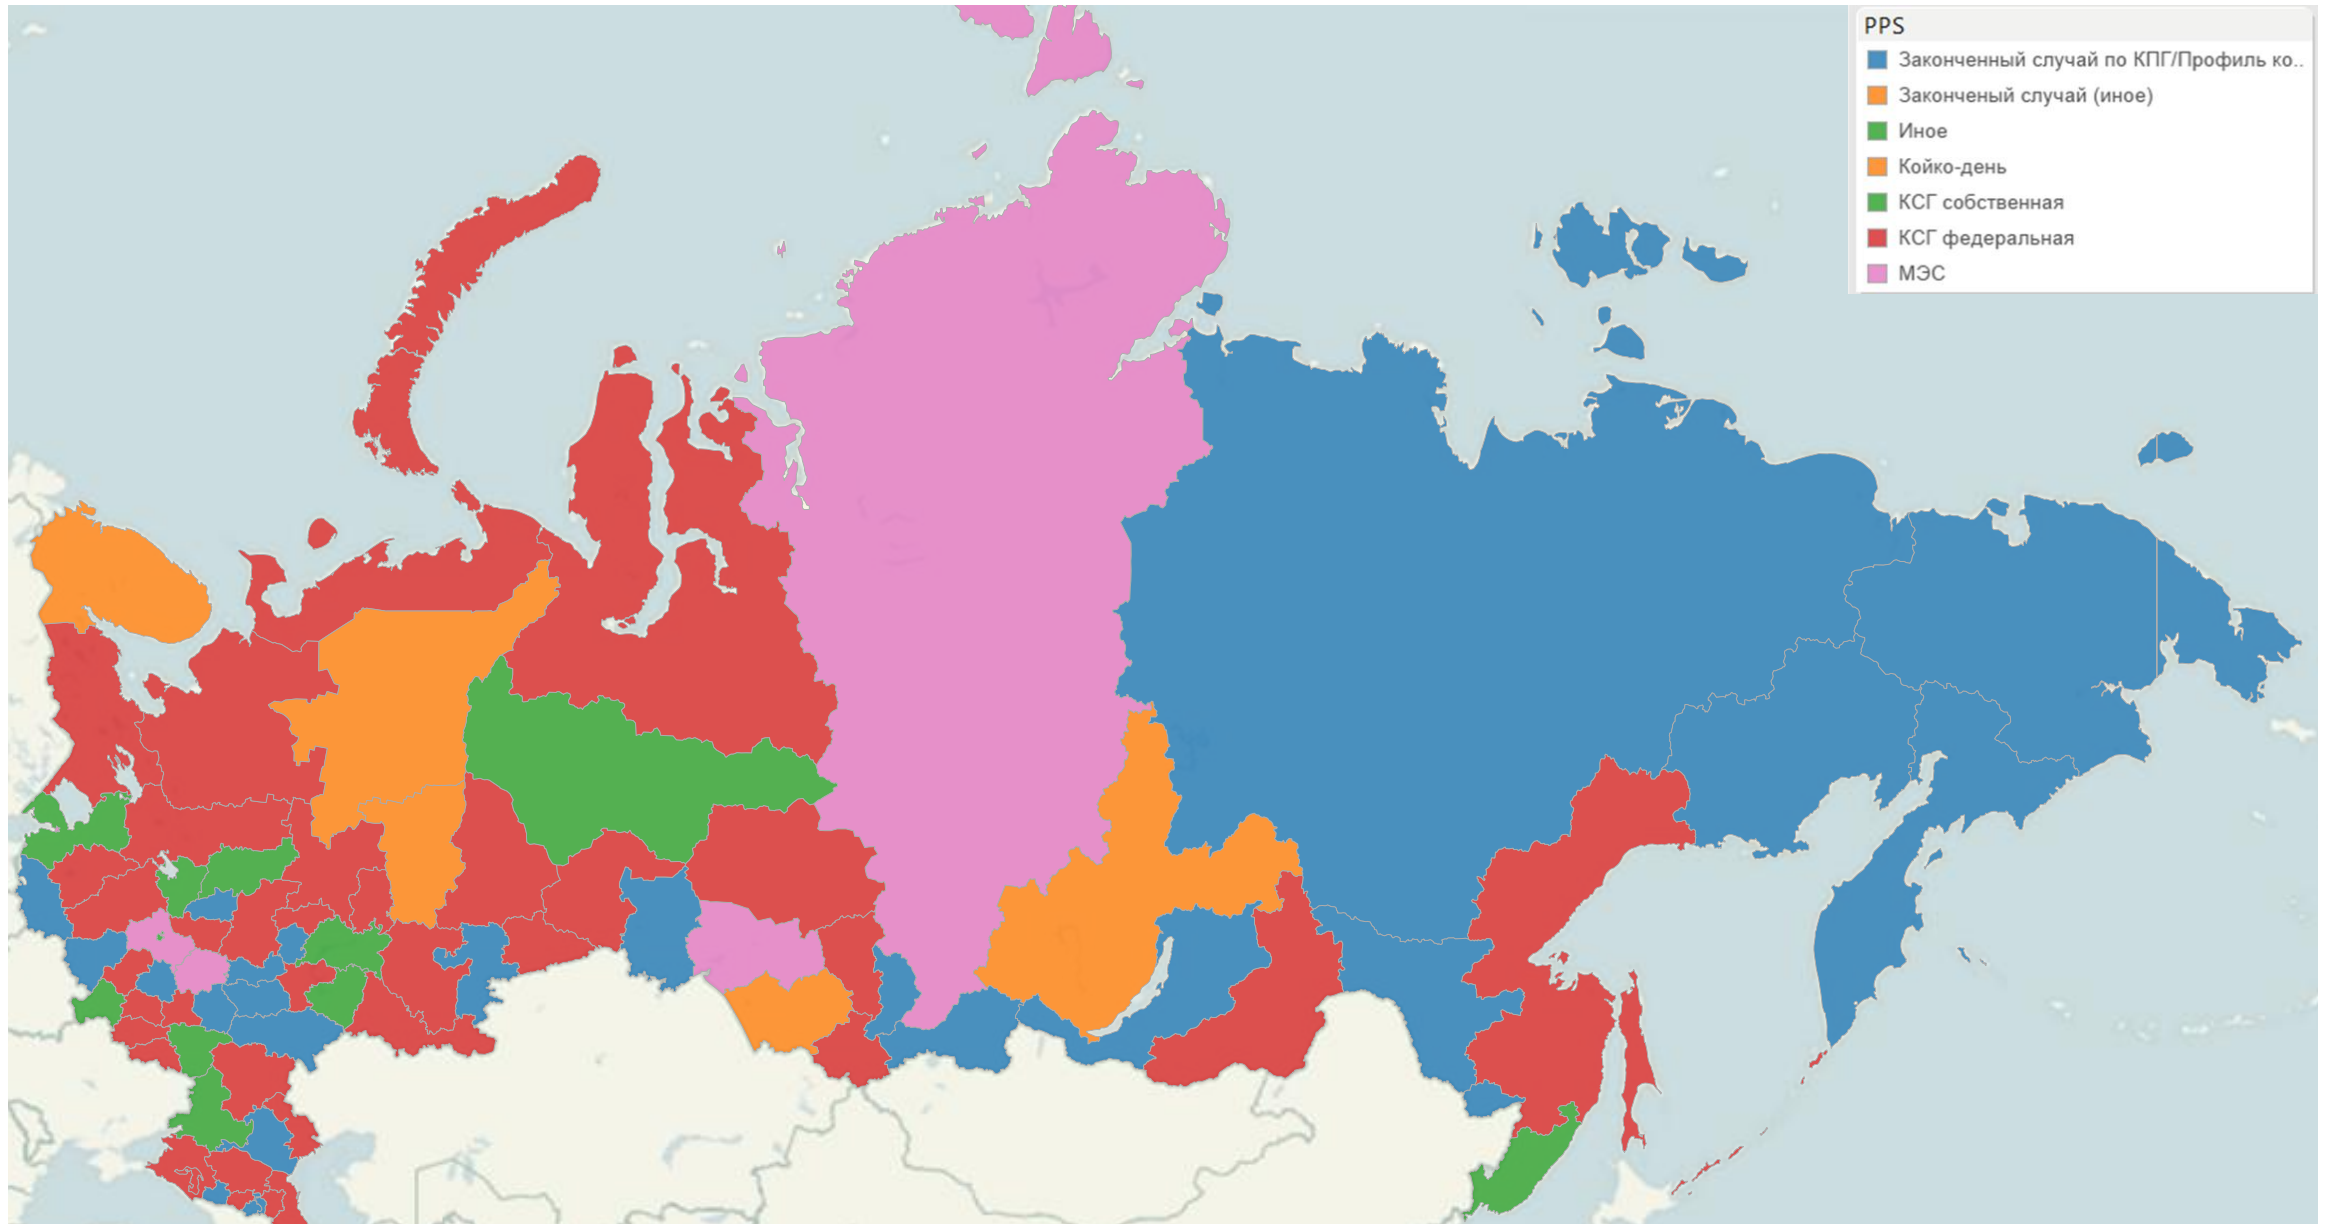 PPS
Законченный случай по КПГ/Профиль ко..
Законченый случай (иное)
Иное
Койко-день
КСГ собственная
КСГ федеральная
МЭС